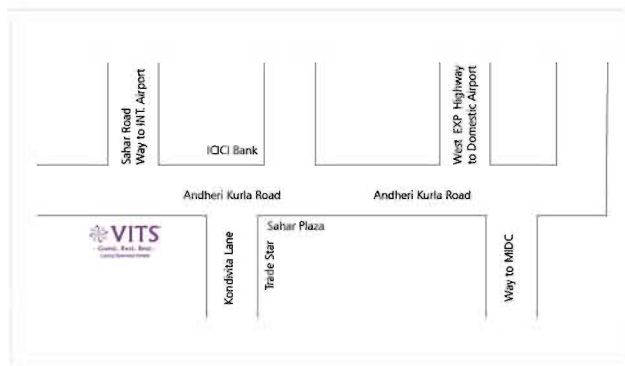 Sahar Road
Way to INT. Airport
ICICI Bank
West EXP Highway
to Domestic Airport
Andheri Kurla Road
Andheri Kurla Road
VITS
Kondivita Lane
Sahar Plaza
Trade Star
Way to MIDC